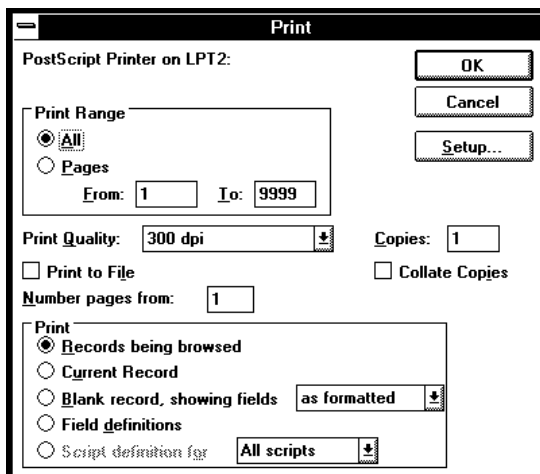 Print
PostScript Printer on LPT2:
OK
Cancel
Setup...
Print Range
All
Pages
From: 1 To: 9999
Print Quality: 300 dpi Copies: 1
Print to File Collate Copies
Number pages from: 1
Print
Records being browsed
Current Record
Blank record, showing fields as formatted
Field definitions
Script definition for All scripts